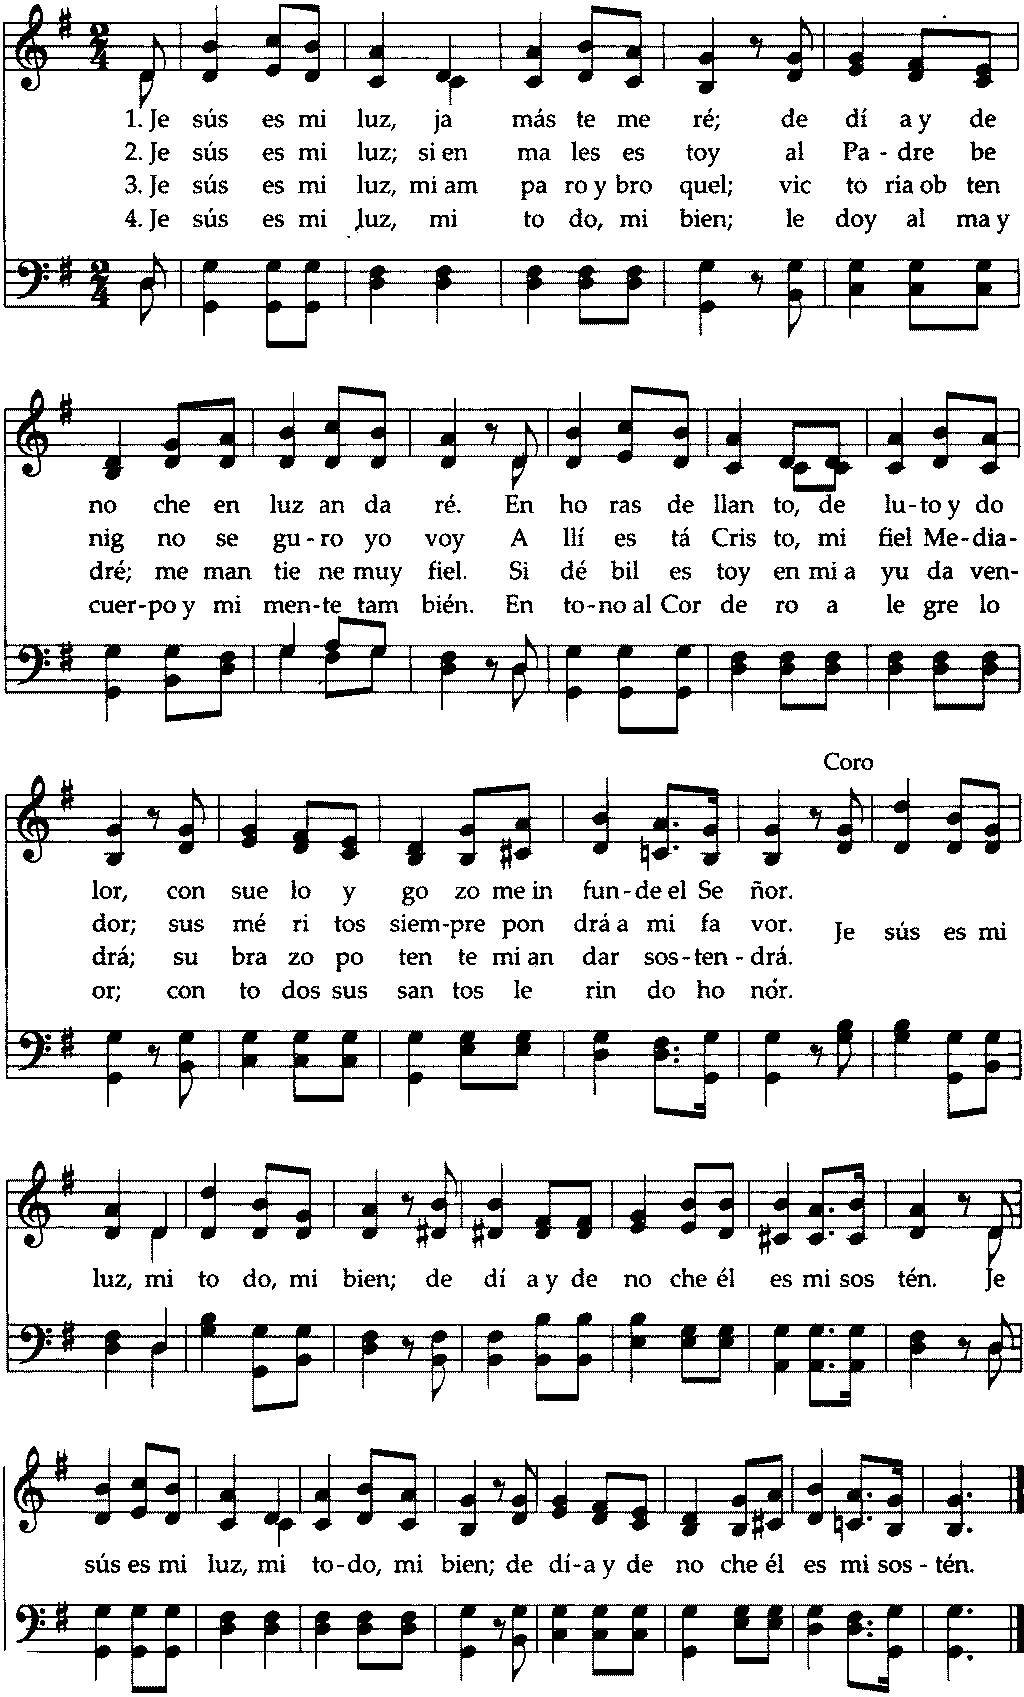 1. Je sús es mi luz, ja más te me ré; de dí a y de
2. Je sús es mi luz; si en ma les es toy al Pa - dre be
3. Je sús es mi luz, mi am pa ro y bro quel; vic to ría ob ten
4. Je sús es mi luz, mi to do, mi bien; le doy al ma y
no che en luz an da ré. En ho ras de llan to, de lu - to y do
nig no se gu - ro yo voy A llí es tá Cris to, mi fiel Me - dia -
dré; me man tie ne muy fiel. Si dé bil es toy en mi a yu da ven -
cuer - po y mi men - te tam bién. En to - no al Cor de ro a le gre lo
Coro
lor, con sue lo y go zo me in fun - de el Se ñor.
dor; sus mé ri tos siem - pre pon drá a mi fa vor. Je sús es mi
drá; su bra zo po ten te mi an dar sos - ten - drá.
or; con to dos sus san tos le rin do ho nór.
luz, mi to do, mi bien; de dí a y de no che él es mi sos tén. Je
sús es mi luz, mi to - do, mi bien; de dí - a y de no che él es mi sos - tén.